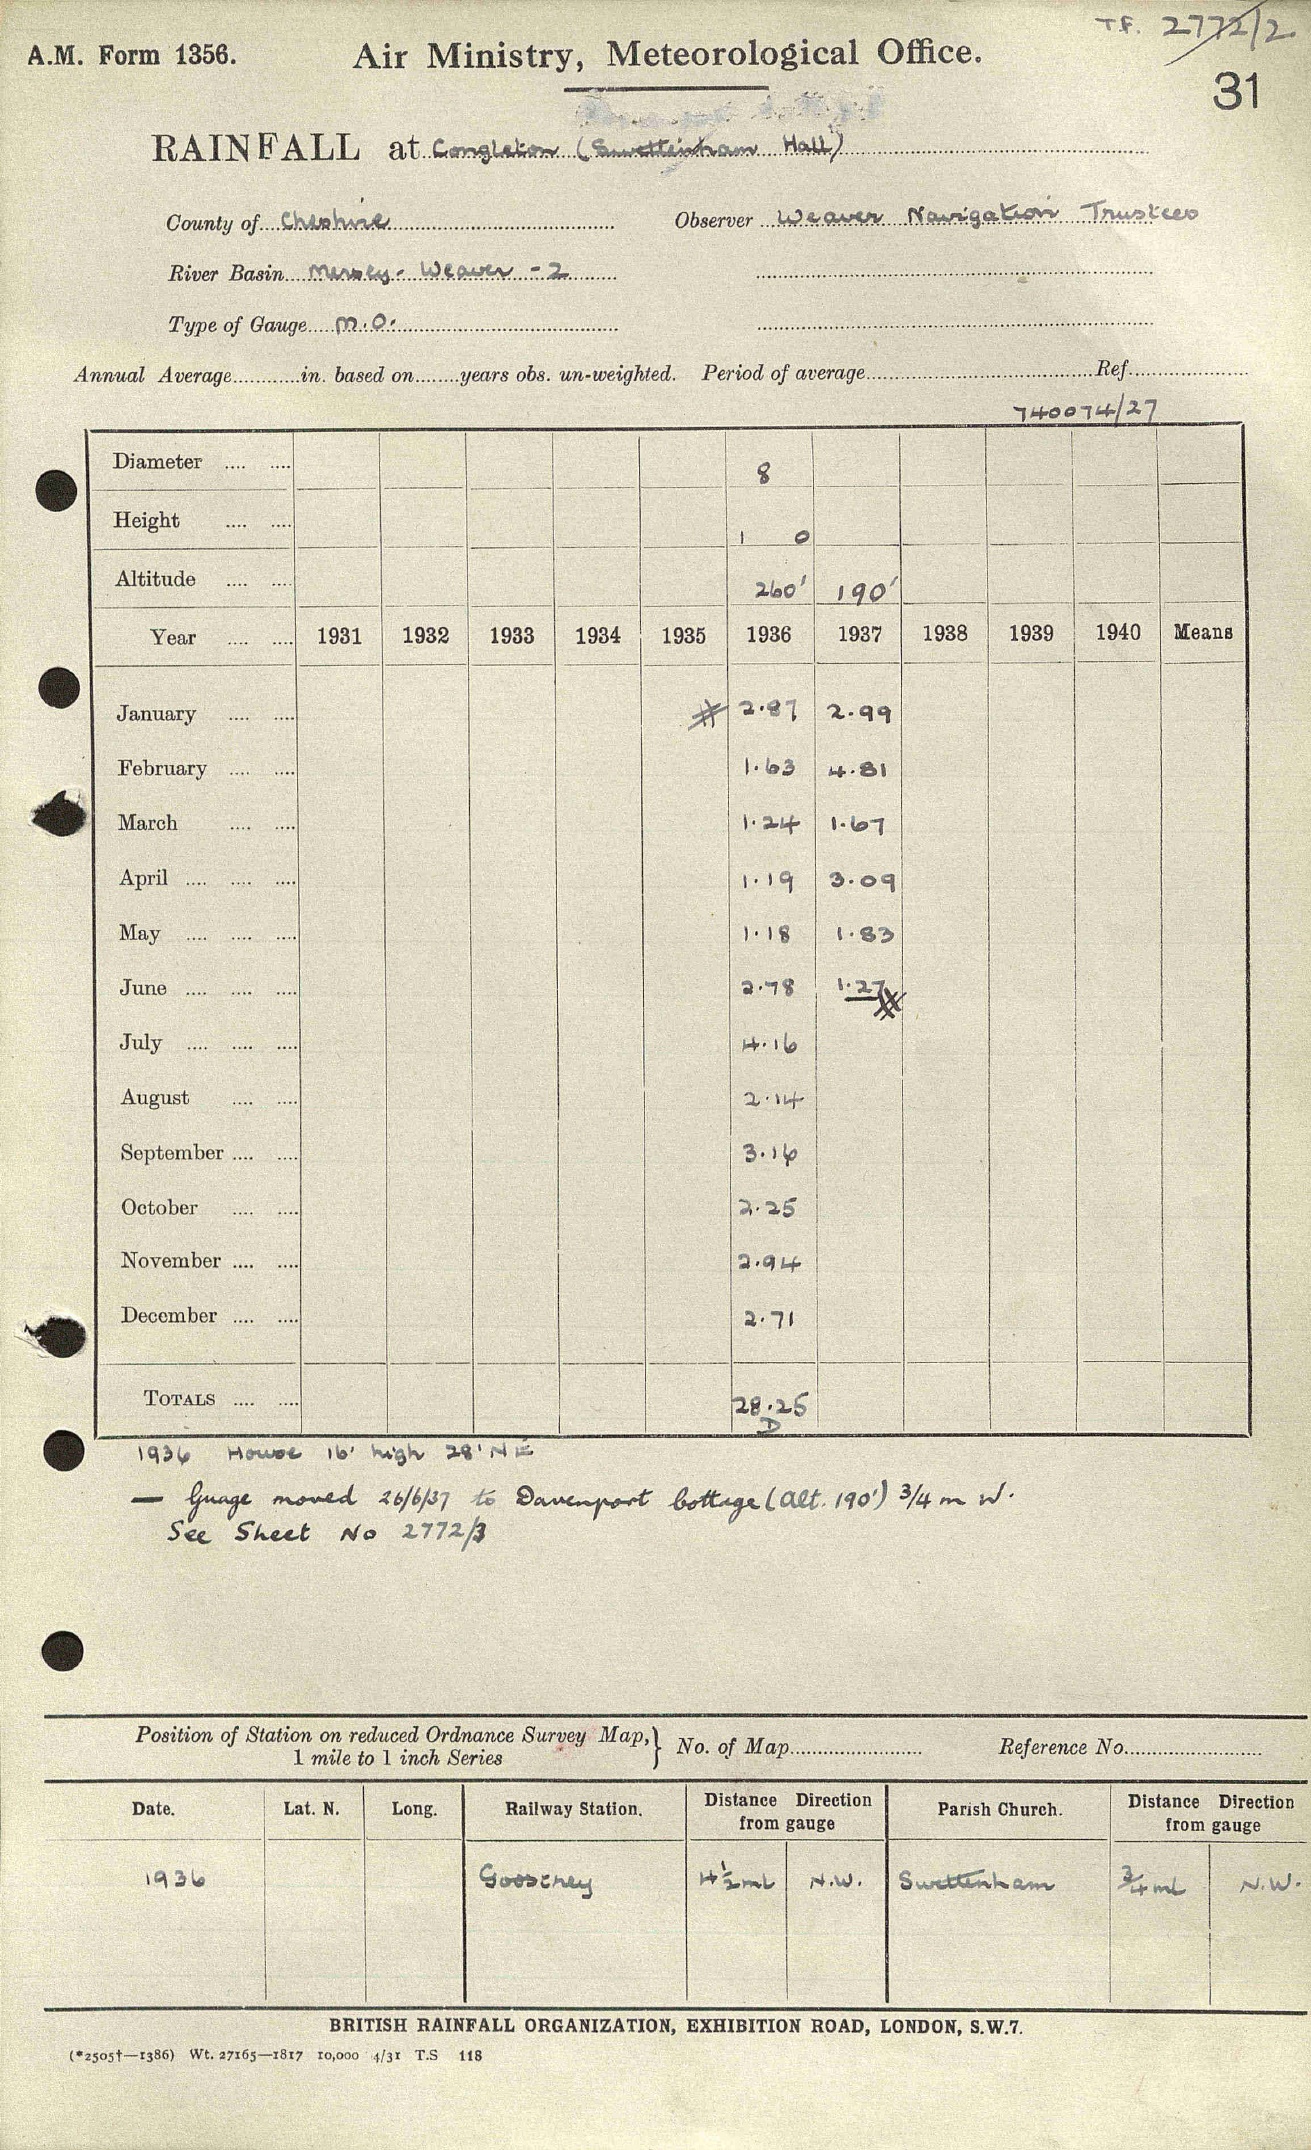 T.F. 2772/2
A.M. Form 1356. Air Ministry, Meteorological Office.
31
RAINFALL at Congleton (Swettenham Hall)
County of Cheshire Observer Weaver Navigation Trustees
River Basin Mersey - Weaver - 2
Type of Gauge M.O.
Annual Average............in. based on........years obs. un-weighted. Period of average........................Ref.....................
740074/27
Diameter .... .... 8
Height .... .... 1 0
Altitude .... .... 260' 190'
Year .... .... 1931 1932 1933 1934 1935 1936 1937 1938 1939 1940 Means
January .... .... 2.87 2.99
February .... .... 1.63 4.81
March .... .... 1.24 1.67
April .... .... .... 1.19 3.09
May .... .... .... 1.18 1.83
June .... .... .... 2.78 1.27
July .... .... .... 4.16
August .... .... 2.14
September .... .... 3.16
October .... .... 2.25
November .... .... 2.94
December .... .... 2.71
TOTALS .... .... 28.25
D
1936 House 16' high 28' NE
— Guage moved 26/6/37 to Davenport Cottage (alt. 190') 3/4 m W.
See Sheet No 2772/3
Position of Station on reduced Ordnance Survey Map,} No. of Map........................ Reference No.........................
1 mile to 1 inch Series
Date. Lat. N. Long. Railway Station. Distance Direction from gauge Parish Church. Distance Direction from gauge
1936 Goostrey 4½ ml N.W. Swettenham ¾ ml N.W.
BRITISH RAINFALL ORGANIZATION, EXHIBITION ROAD, LONDON, S.W.7.
(*2505†—1386) Wt. 27165—1817 10,000 4/31 T.S 118